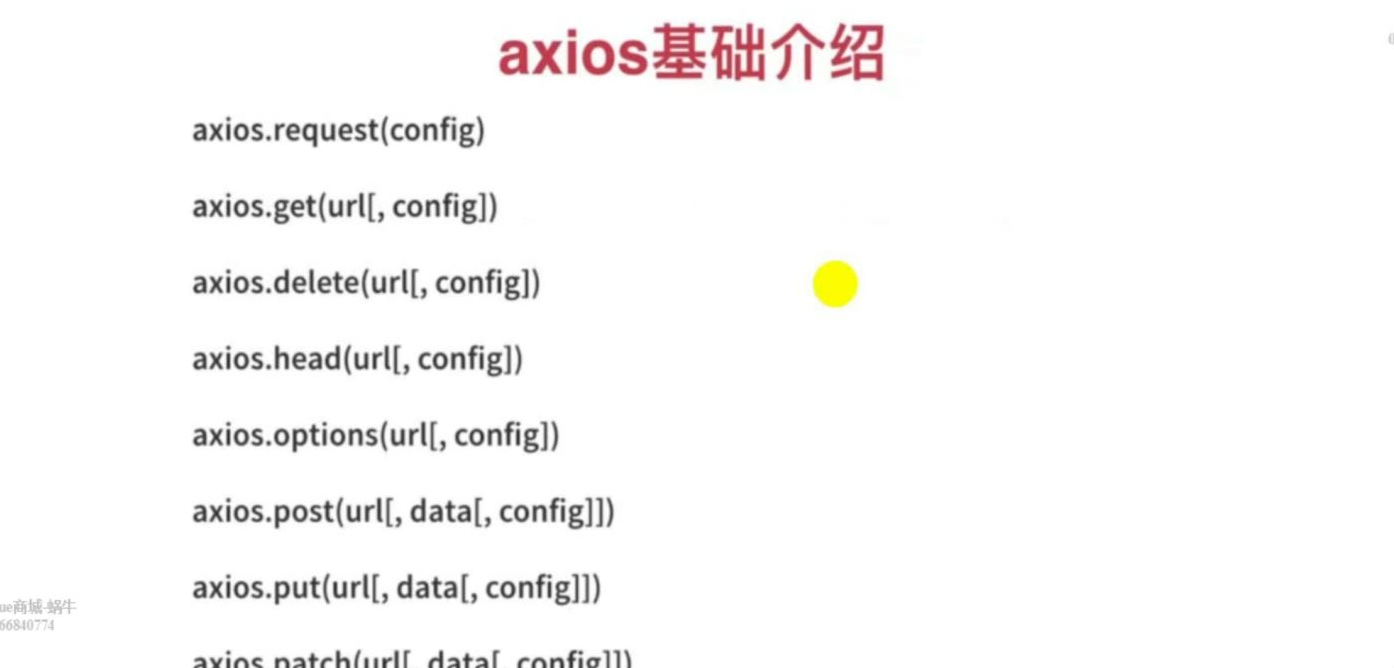 axios基础介绍
axios.request(config)
axios.get(url[, config])
axios.delete(url[, config])
axios.head(url[, config])
axios.options(url[, config])
axios.post(url[, data[, config]])
axios.put(url[, data[, config]])
ue商城-蜗牛
66840774
axios.patch(url[, data[, config]])